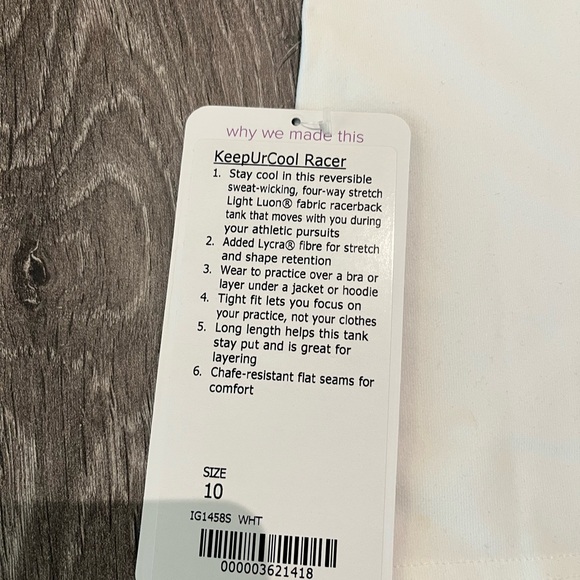 why we made this
KeepUrCool Racer
1. Stay cool in this reversible
sweat-wicking, four-way stretch
Light Luon® fabric racerback
tank that moves with you during
your athletic pursuits
2. Added Lycra® fibre for stretch
and shape retention
3. Wear to practice over a bra or
layer under a jacket or hoodie
4. Tight fit lets you focus on
your practice, not your clothes
5. Long length helps this tank
stay put and is great for
layering
6. Chafe-resistant flat seams for
comfort
SIZE
10
IG1458S WHT
000003621418